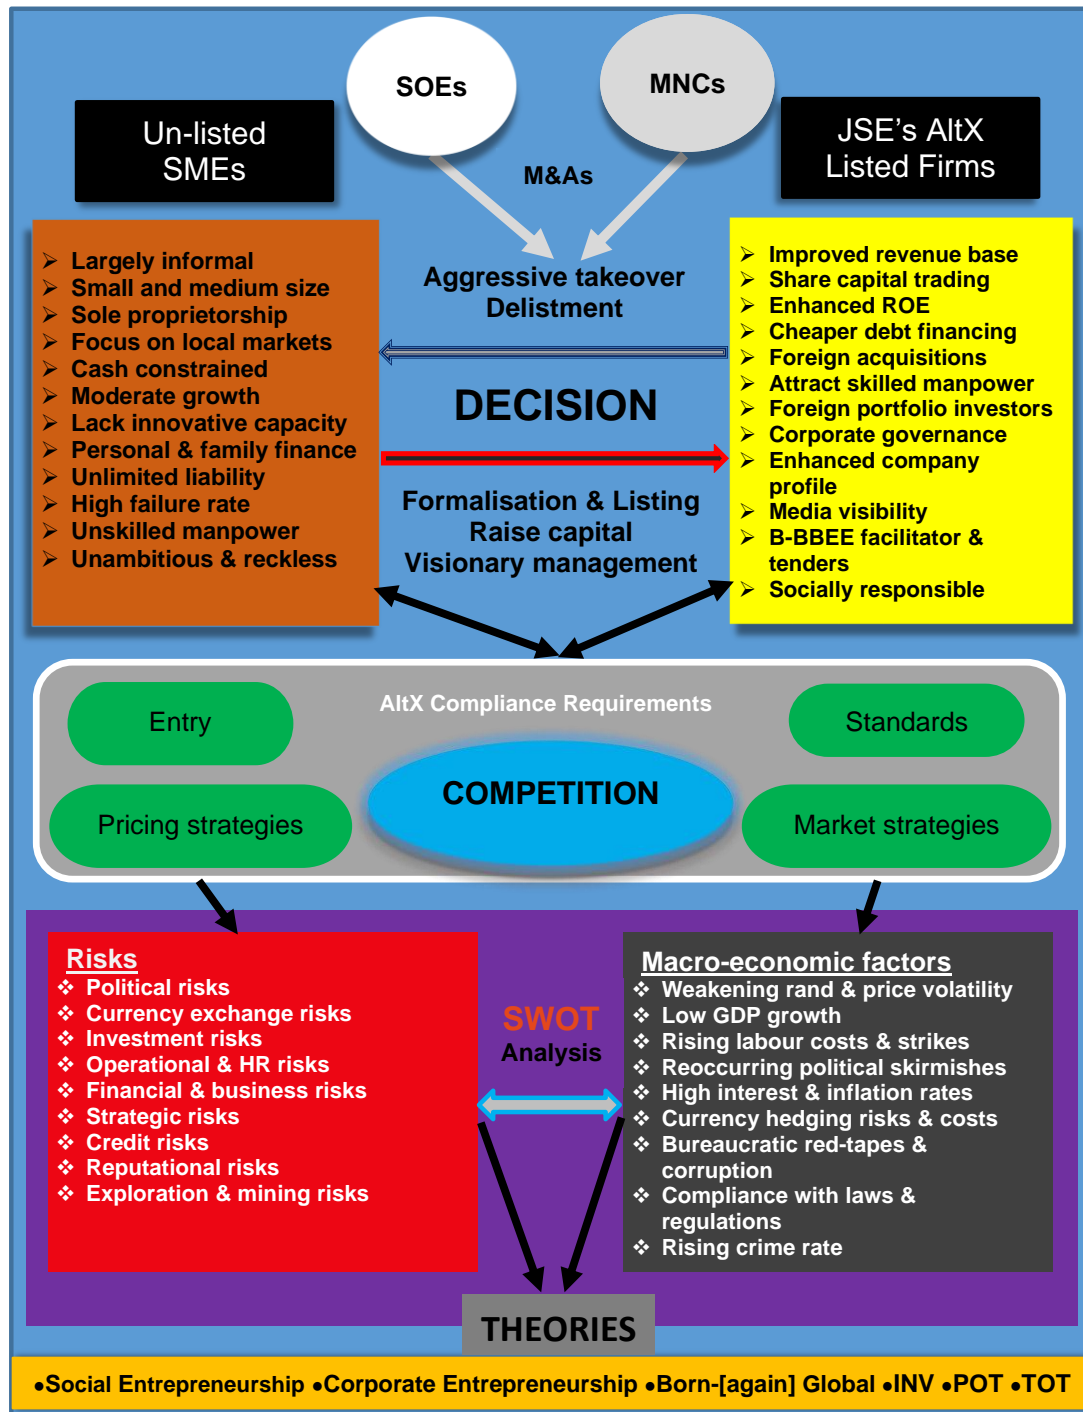 SOEs
MNCs
Un-listed
SMEs
JSE's AltX
Listed Firms
M&As
➢ Largely informal
➢ Small and medium size
➢ Sole proprietorship
➢ Focus on local markets
➢ Cash constrained
➢ Moderate growth
➢ Lack innovative capacity
➢ Personal & family finance
➢ Unlimited liability
➢ High failure rate
➢ Unskilled manpower
➢ Unambitious & reckless
Aggressive takeover
Delistment
DECISION
Formalisation & Listing
Raise capital
Visionary management
➢ Improved revenue base
➢ Share capital trading
➢ Enhanced ROE
➢ Cheaper debt financing
➢ Foreign acquisitions
➢ Attract skilled manpower
➢ Foreign portfolio investors
➢ Corporate governance
➢ Enhanced company
profile
➢ Media visibility
➢ B-BBEE facilitator &
tenders
➢ Socially responsible
AltX Compliance Requirements
Entry
Standards
COMPETITION
Pricing strategies
Market strategies
Risks
❖ Political risks
❖ Currency exchange risks
❖ Investment risks
❖ Operational & HR risks
❖ Financial & business risks
❖ Strategic risks
❖ Credit risks
❖ Reputational risks
❖ Exploration & mining risks
SWOT
Analysis
Macro-economic factors
❖ Weakening rand & price volatility
❖ Low GDP growth
❖ Rising labour costs & strikes
❖ Reoccurring political skirmishes
❖ High interest & inflation rates
❖ Currency hedging risks & costs
❖ Bureaucratic red-tapes &
corruption
❖ Compliance with laws &
regulations
❖ Rising crime rate
THEORIES
●Social Entrepreneurship ●Corporate Entrepreneurship ●Born-[again] Global ●INV ●POT ●TOT